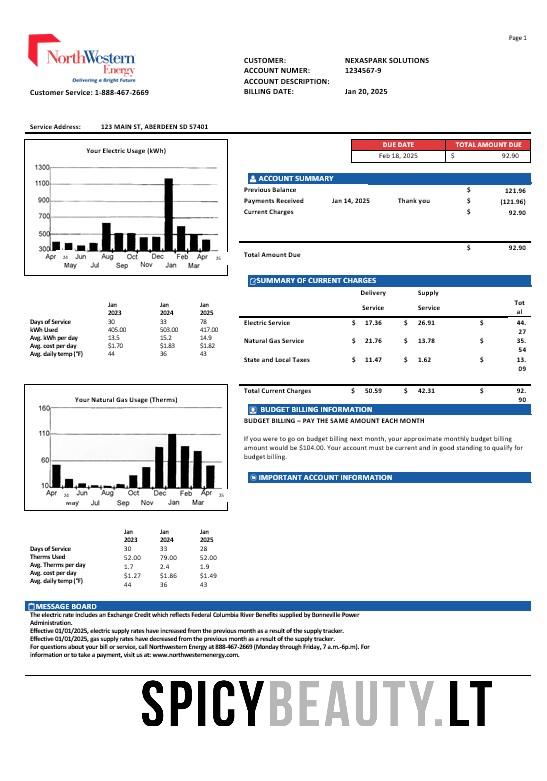 Page 1
NorthWestern
Energy
Delivering a Bright Future
Customer Service: 1-888-467-2669
CUSTOMER: NEXASPARK SOLUTIONS
ACCOUNT NUMER: 1234567-9
ACCOUNT DESCRIPTION:
BILLING DATE: Jan 20, 2025
Service Address: 123 MAIN ST, ABERDEEN SD 57401
Your Electric Usage (kWh)
1300
1100
900
700
500
300
Apr 24 Jun Aug Oct Dec Feb Apr 25
May Jul Sep Nov Jan Mar
DUE DATE TOTAL AMOUNT DUE
Feb 18, 2025 $ 92.90
ACCOUNT SUMMARY
Previous Balance $ 121.96
Payments Received Jan 14, 2025 Thank you $ (121.96)
Current Charges $ 92.90
Total Amount Due $ 92.90
SUMMARY OF CURRENT CHARGES
Delivery Supply
Service Service Tot
al
Electric Service $ 17.36 $ 26.91 $ 44.
27
Natural Gas Service $ 21.76 $ 13.78 $ 35.
54
State and Local Taxes $ 11.47 $ 1.62 $ 13.
09
Total Current Charges $ 50.59 $ 42.31 $ 92.
90
Jan Jan Jan
2023 2024 2025
Days of Service 30 33 78
kWh Used 405.00 503.00 417.00
Avg. kWh per day 13.5 15.2 14.9
Avg. cost per day $1.70 $1.83 $1.82
Avg. daily temp (°F) 44 36 43
BUDGET BILLING INFORMATION
BUDGET BILLING – PAY THE SAME AMOUNT EACH MONTH
If you were to go on budget billing next month, your approximate monthly budget billing
amount would be $104.00. Your account must be current and in good standing to qualify for
budget billing.
IMPORTANT ACCOUNT INFORMATION
Your Natural Gas Usage (Therms)
160
110
60
10
Apr 24 Jun Aug Oct Dec Feb Apr 25
May Jul Sep Nov Jan Mar
Jan Jan Jan
2023 2024 2025
Days of Service 30 33 28
Therms Used 52.00 79.00 52.00
Avg. Therms per day 1.7 2.4 1.9
Avg. cost per day $1.27 $1.86 $1.49
Avg. daily temp (°F) 44 36 43
MESSAGE BOARD
The electric rate includes an Exchange Credit which reflects Federal Columbia River Benefits supplied by Bonneville Power
Administration.
Effective 01/01/2025, electric supply rates have increased from the previous month as a result of the supply tracker.
Effective 01/01/2025, gas supply rates have decreased from the previous month as a result of the supply tracker.
For questions about your bill or service, call Northwestern Energy at 888-467-2669 (Monday through Friday, 7 a.m.-6p.m). For
information or to take a payment, visit us at: www.northwesternenergy.com.
SPICYBEAUTY.LT